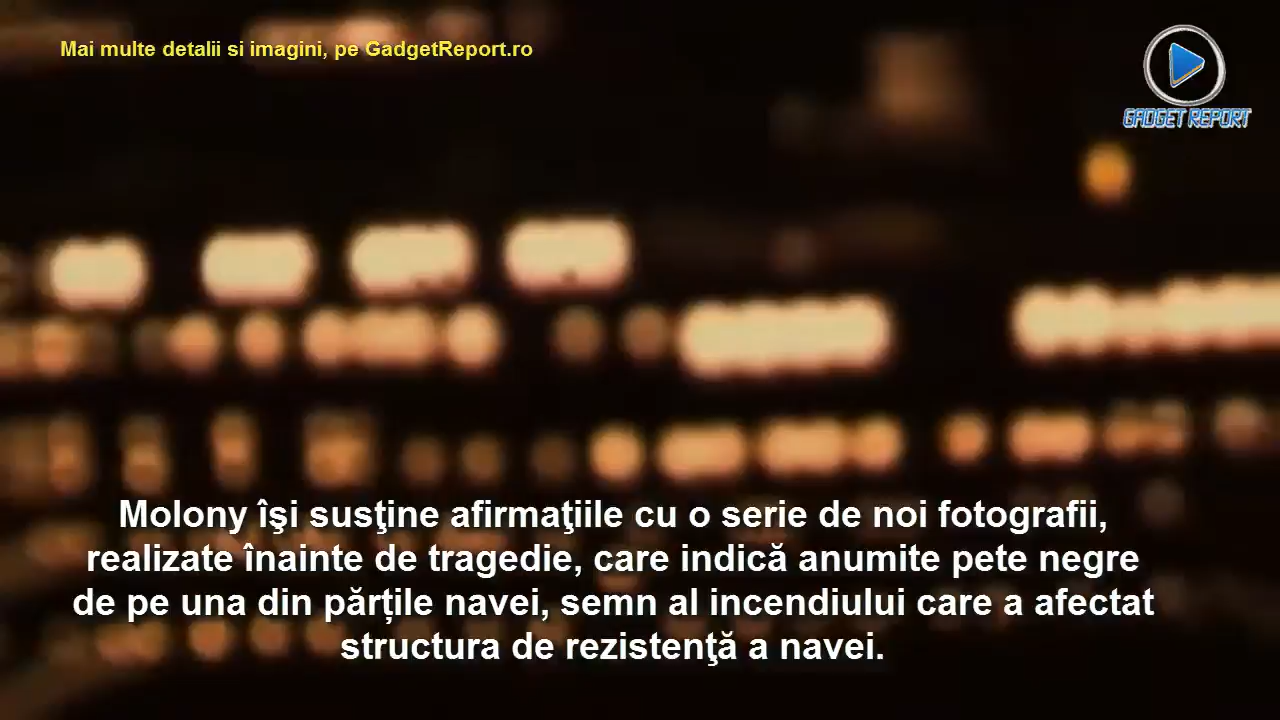 Mai multe detalii si imagini, pe GadgetReport.ro
GADGET REPORT
Molony îşi susţine afirmaţiile cu o serie de noi fotografii,
realizate înainte de tragedie, care indică anumite pete negre
de pe una din părțile navei, semn al incendiului care a afectat
structura de rezistenţă a navei.